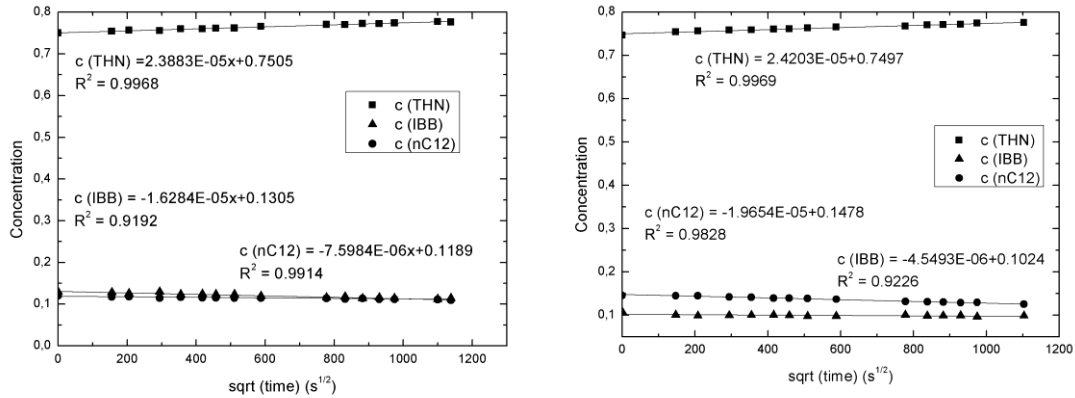 0,8
0,7
0,6
0,5
0,4
0,3
0,2
0,1
0,0
Concentration
c (THN) =2.3883E-05x+0.7505
R² = 0.9968
c (THN)
c (IBB)
c (nC12)
c (IBB) = -1.6284E-05x+0.1305
R² = 0.9192
c (nC12) = -7.5984E-06x+0.1189
R² = 0.9914
0 200 400 600 800 1000 1200
sqrt (time) (s^1/2)
0,8
0,7
0,6
0,5
0,4
0,3
0,2
0,1
Concentration
c (THN) = 2.4203E-05+0.7497
R² = 0.9969
c (THN)
c (IBB)
c (nC12)
c (nC12) = -1.9654E-05+0.1478
R² = 0.9828
c (IBB) = -4.5493E-06+0.1024
R² = 0.9226
0 200 400 600 800 1000 1200
sqrt (time) (s^1/2)